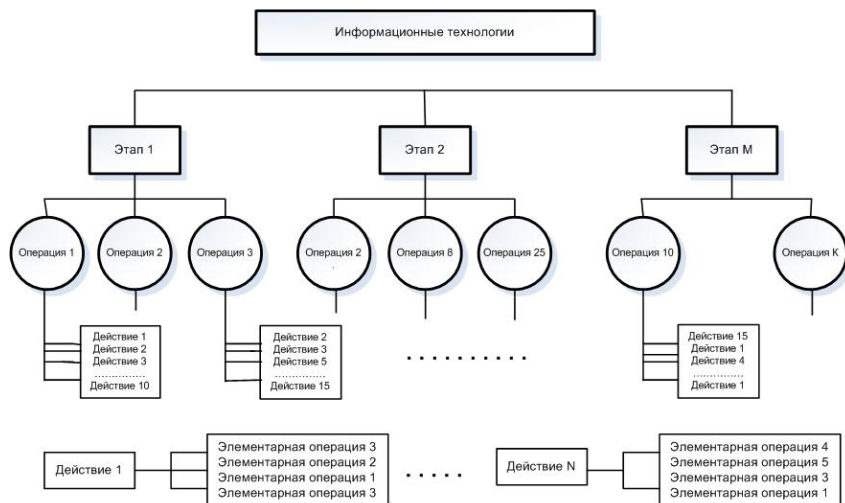 Информационные технологии
Этап 1
Этап 2
Этап М
Операция 1
Операция 2
Операция 3
Операция 2
Операция 8
Операция 25
Операция 10
Операция К
Действие 1
Действие 2
Действие 3
..............
Действие 10
Действие 2
Действие 3
Действие 5
..............
Действие 15
. . . . . . . . . .
Действие 15
Действие 1
Действие 4
..............
Действие 1
Действие 1
Элементарная операция 3
Элементарная операция 2
Элементарная операция 1
Элементарная операция 3
. . . . .
Действие N
Элементарная операция 4
Элементарная операция 5
Элементарная операция 3
Элементарная операция 1